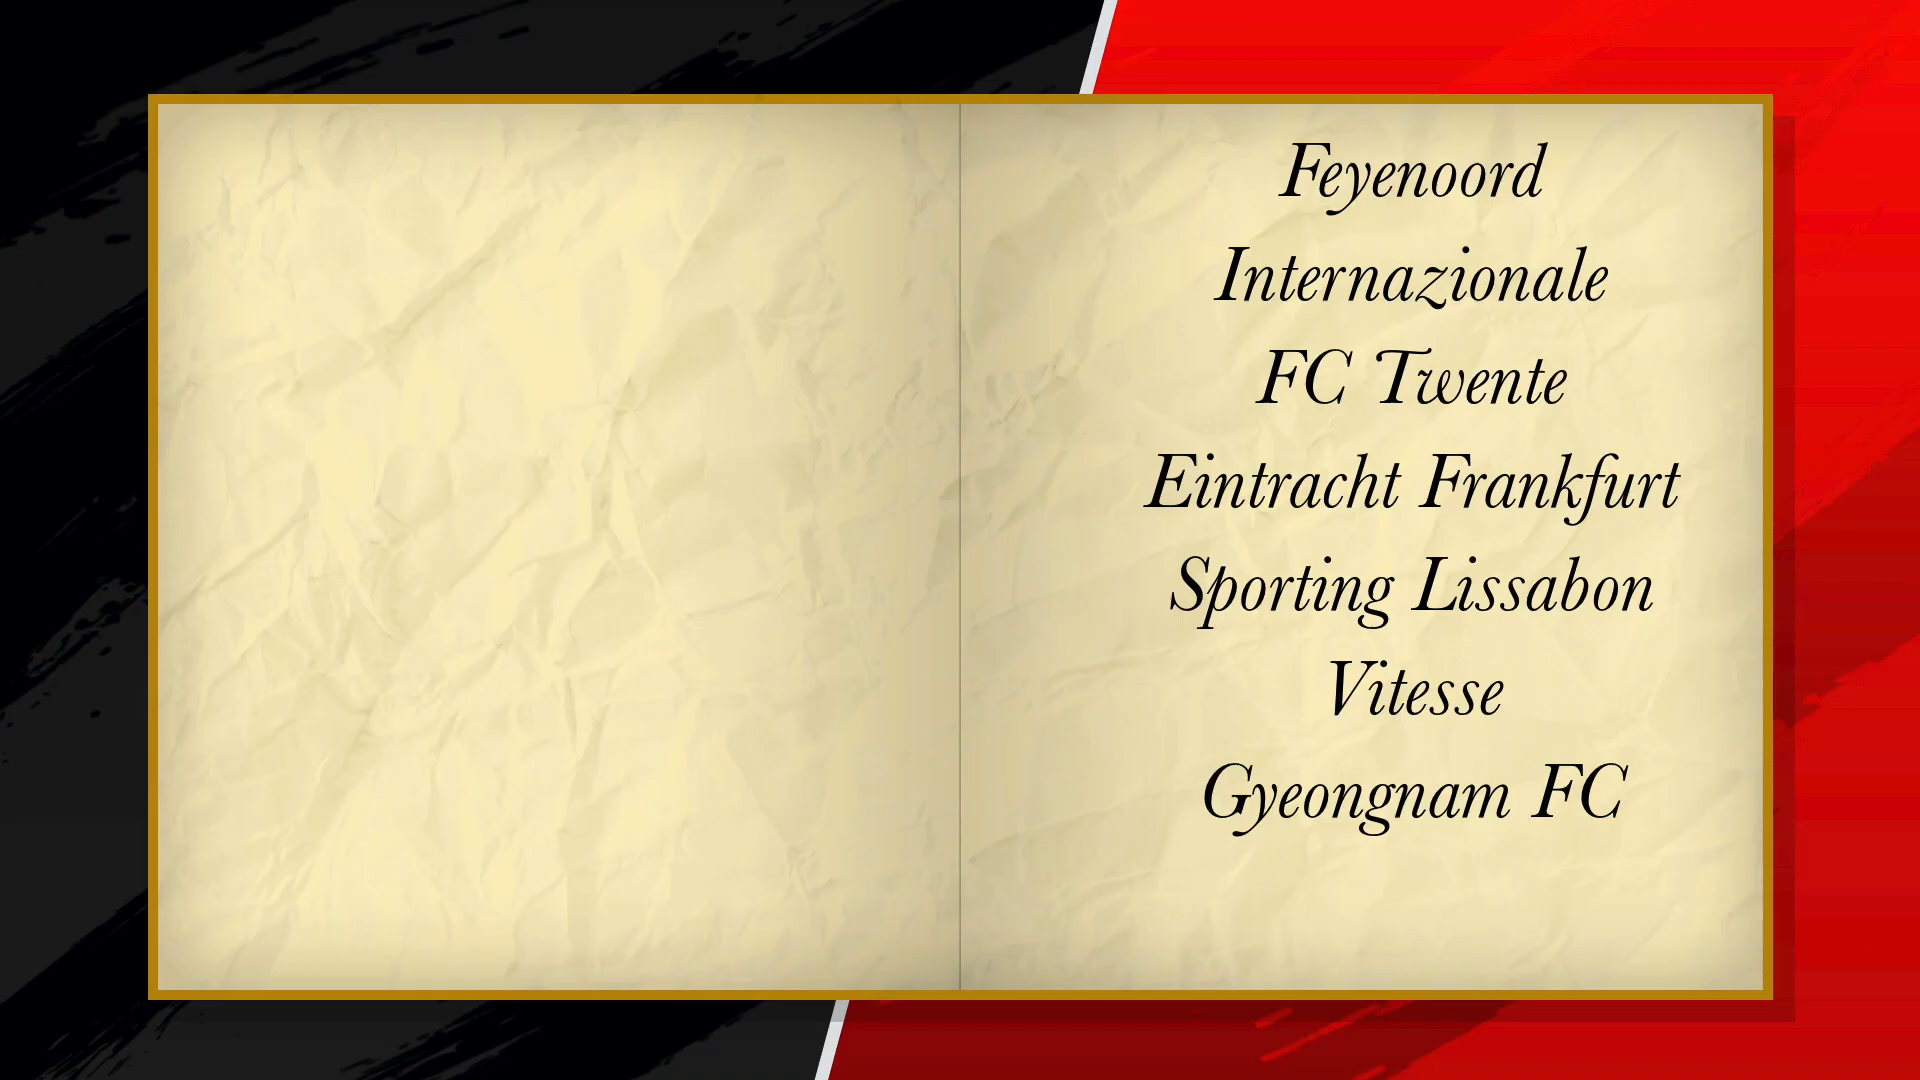 Feyenoord
Internazionale
FC Twente
Eintracht Frankfurt
Sporting Lissabon
Vitesse
Gyeongnam FC